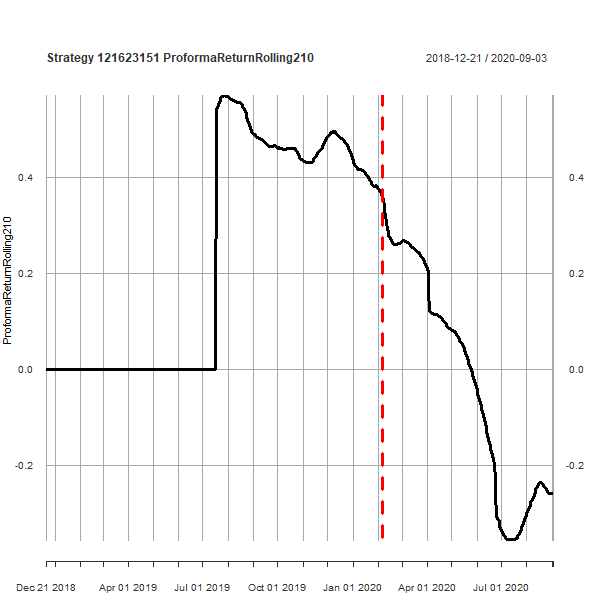 Strategy 121623151 ProformaReturnRolling210
2018-12-21 / 2020-09-03
ProformaReturnRolling210
0.4
0.2
0.0
-0.2
0.4
0.2
0.0
-0.2
Dec 21 2018
Apr 01 2019
Jul 01 2019
Oct 01 2019
Jan 01 2020
Apr 01 2020
Jul 01 2020